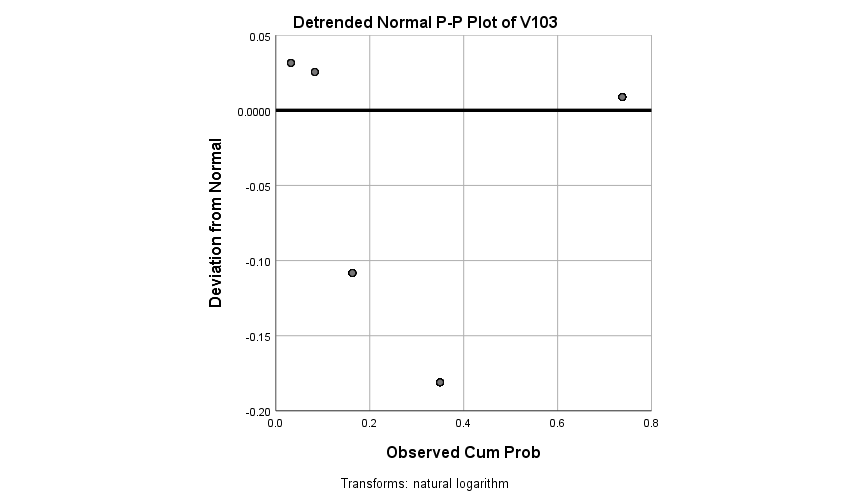 Detrended Normal P-P Plot of V103
0.05
0.0000
-0.05
-0.10
-0.15
-0.20
Deviation from Normal
0.0 0.2 0.4 0.6 0.8
Observed Cum Prob
Transforms: natural logarithm